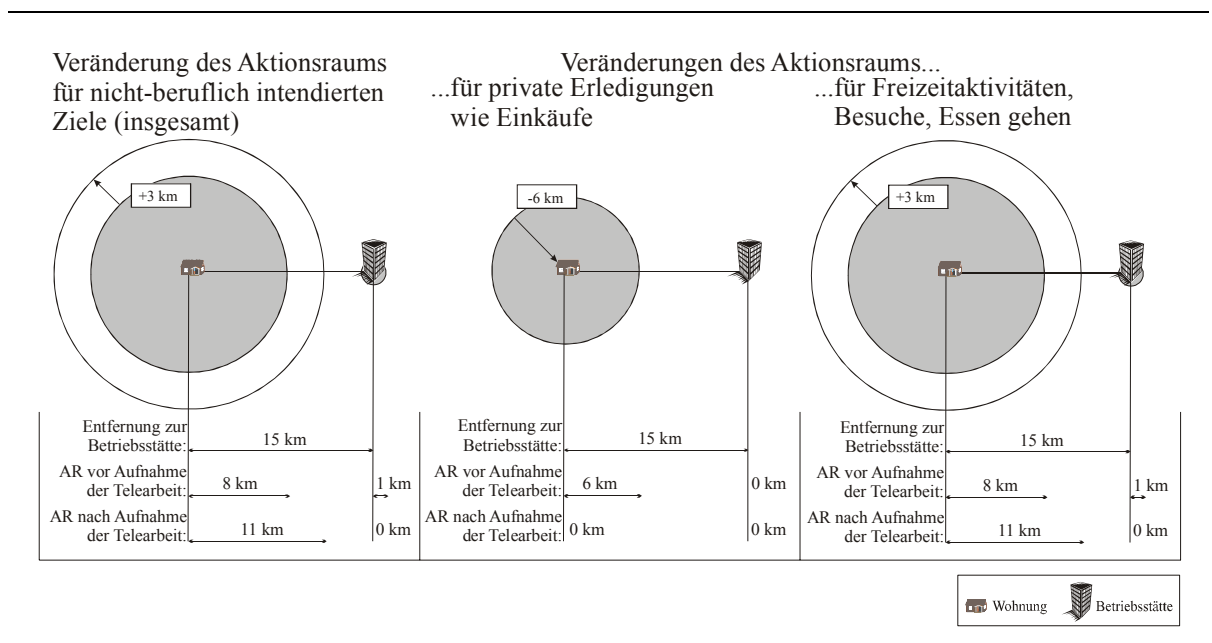 Veränderung des Aktionsraums
für nicht-beruflich intendierten
Ziele (insgesamt)
Veränderungen des Aktionsraums...
...für private Erledigungen
wie Einkäufe
...für Freizeitaktivitäten,
Besuche, Essen gehen
+3 km
-6 km
+3 km
Entfernung zur
Betriebsstätte:
15 km
AR vor Aufnahme
der Telearbeit:
8 km
1 km
AR nach Aufnahme
der Telearbeit:
11 km
0 km
Entfernung zur
Betriebsstätte:
15 km
AR vor Aufnahme
der Telearbeit:
6 km
0 km
AR nach Aufnahme
der Telearbeit:
0 km
0 km
Entfernung zur
Betriebsstätte:
15 km
AR vor Aufnahme
der Telearbeit:
8 km
1 km
AR nach Aufnahme
der Telearbeit:
11 km
0 km
Wohnung
Betriebsstätte